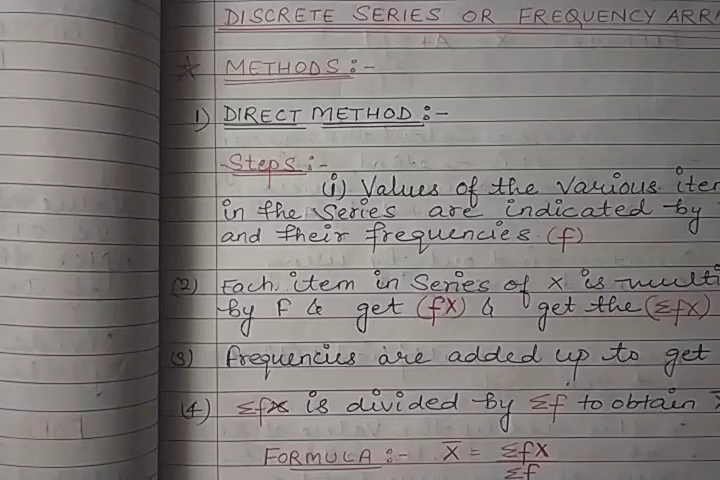 DISCRETE SERIES OR FREQUENCY ARR
METHODS :-
1) DIRECT METHOD :-
Steps :-
(i) Values of the various iter
in the series are indicated by
and their frequencies. (f)
(2) Each item in series of X is multi
by F & get (fX) & get the (ΣfX)
(3) frequencies are added up to get
(4) Σfx is divided by Σf to obtain
FORMULA :- X̄ = ΣfX
Σf